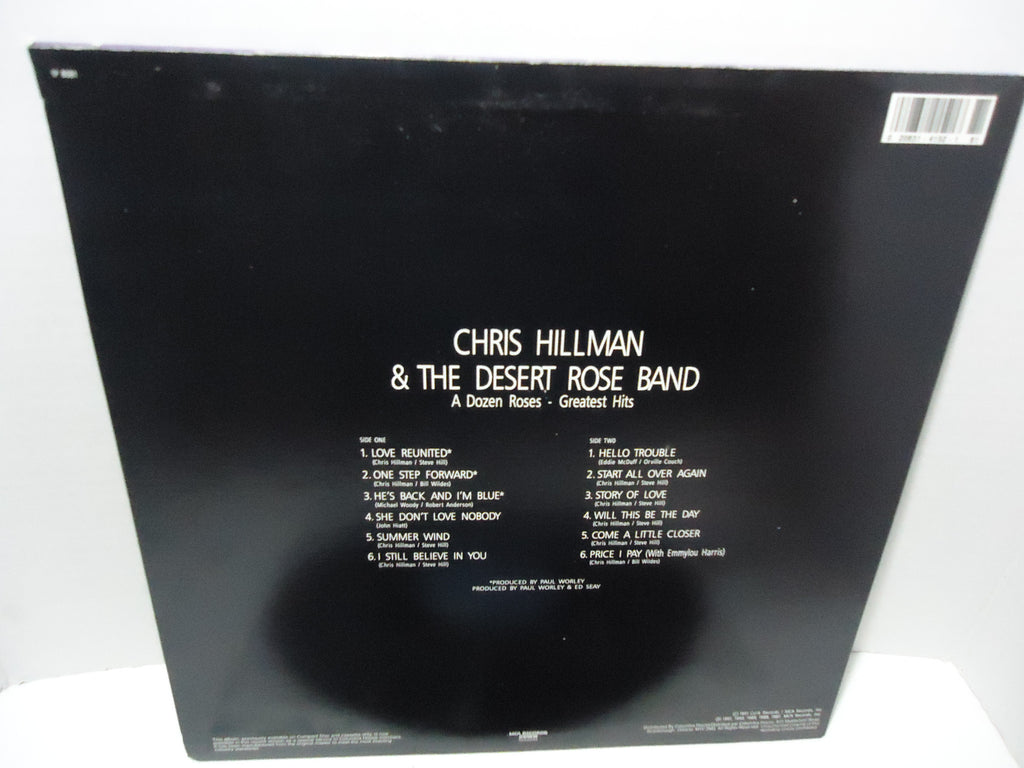 CHRIS HILLMAN
& THE DESERT ROSE BAND
A Dozen Roses - Greatest Hits
SIDE ONE
1. LOVE REUNITED*
(Chris Hillman / Steve Hill)
2. ONE STEP FORWARD*
(Chris Hillman / Bill Wildes)
3. HE'S BACK AND I'M BLUE*
(Michael Woody / Robert Anderson)
4. SHE DON'T LOVE NOBODY
(John Hiatt)
5. SUMMER WIND
(Chris Hillman / Steve Hill)
6. I STILL BELIEVE IN YOU
(Chris Hillman / Steve Hill)
SIDE TWO
1. HELLO TROUBLE
(Eddie McDuff / Orville Couch)
2. START ALL OVER AGAIN
(Chris Hillman / Steve Hill)
3. STORY OF LOVE
(Chris Hillman / Steve Hill)
4. WILL THIS BE THE DAY
(Chris Hillman / Steve Hill)
5. COME A LITTLE CLOSER
(Chris Hillman / Steve Hill)
6. PRICE I PAY (With Emmylou Harris)
(Chris Hillman / Bill Wildes)
*PRODUCED BY PAUL WORLEY
PRODUCED BY PAUL WORLEY & ED SEAY
MCA RECORDS